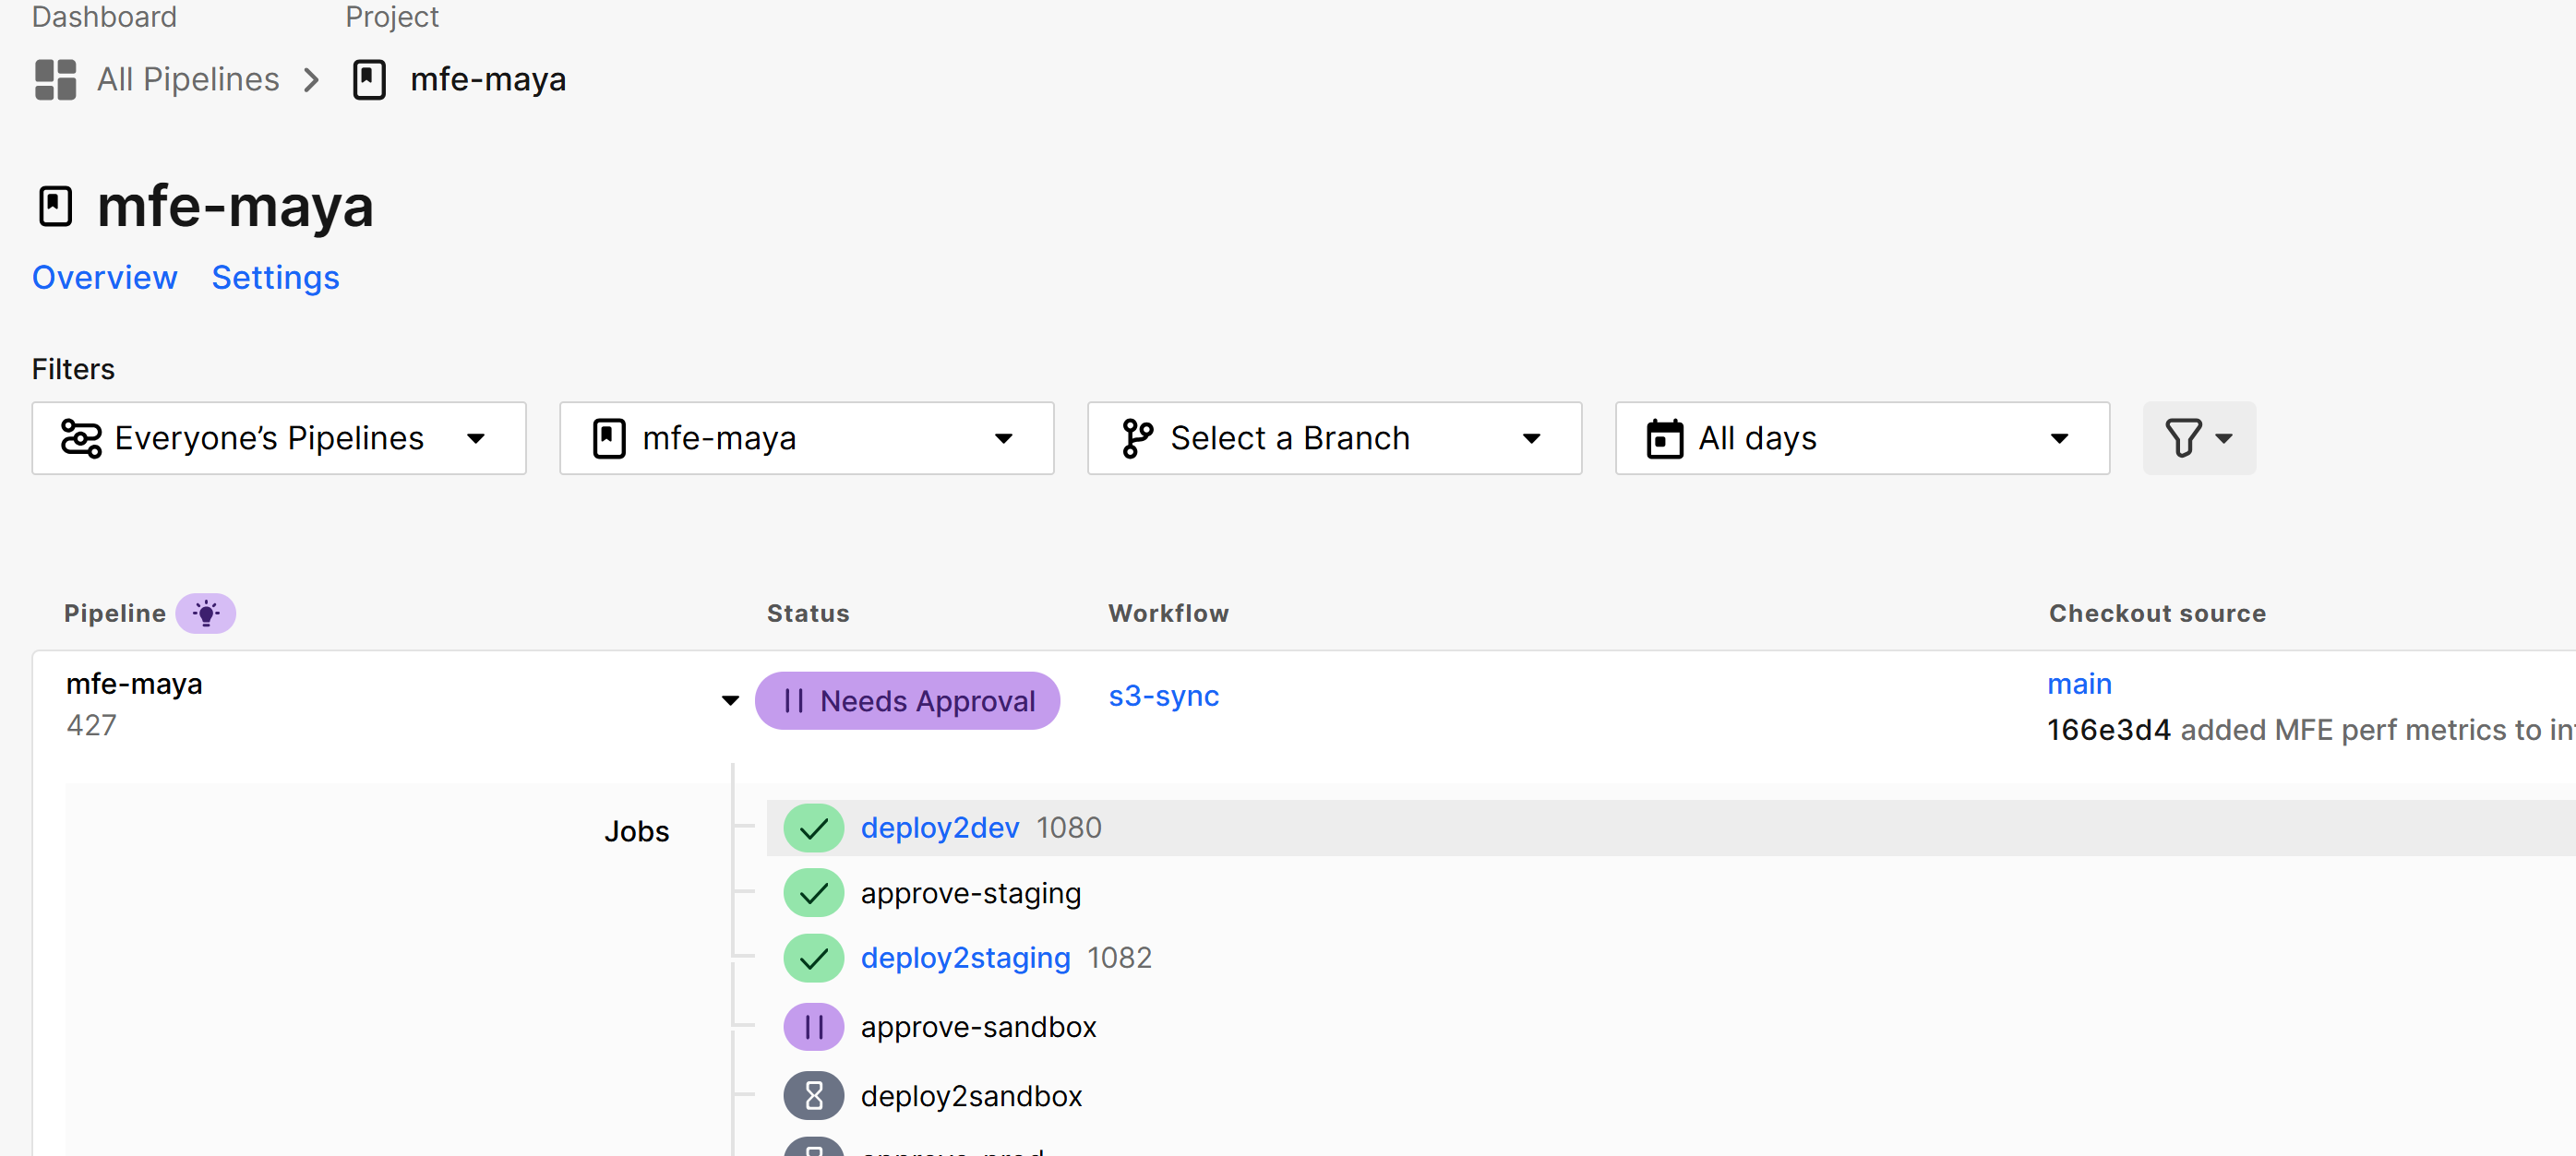 Dashboard Project
All Pipelines mfe-maya
mfe-maya
Overview Settings
Filters
Everyone’s Pipelines mfe-maya Select a Branch All days
Pipeline Status Workflow Checkout source
mfe-maya Needs Approval s3-sync main
427 166e3d4 added MFE perf metrics to in
Jobs deploy2dev 1080
approve-staging
deploy2staging 1082
approve-sandbox
deploy2sandbox
approve-prod